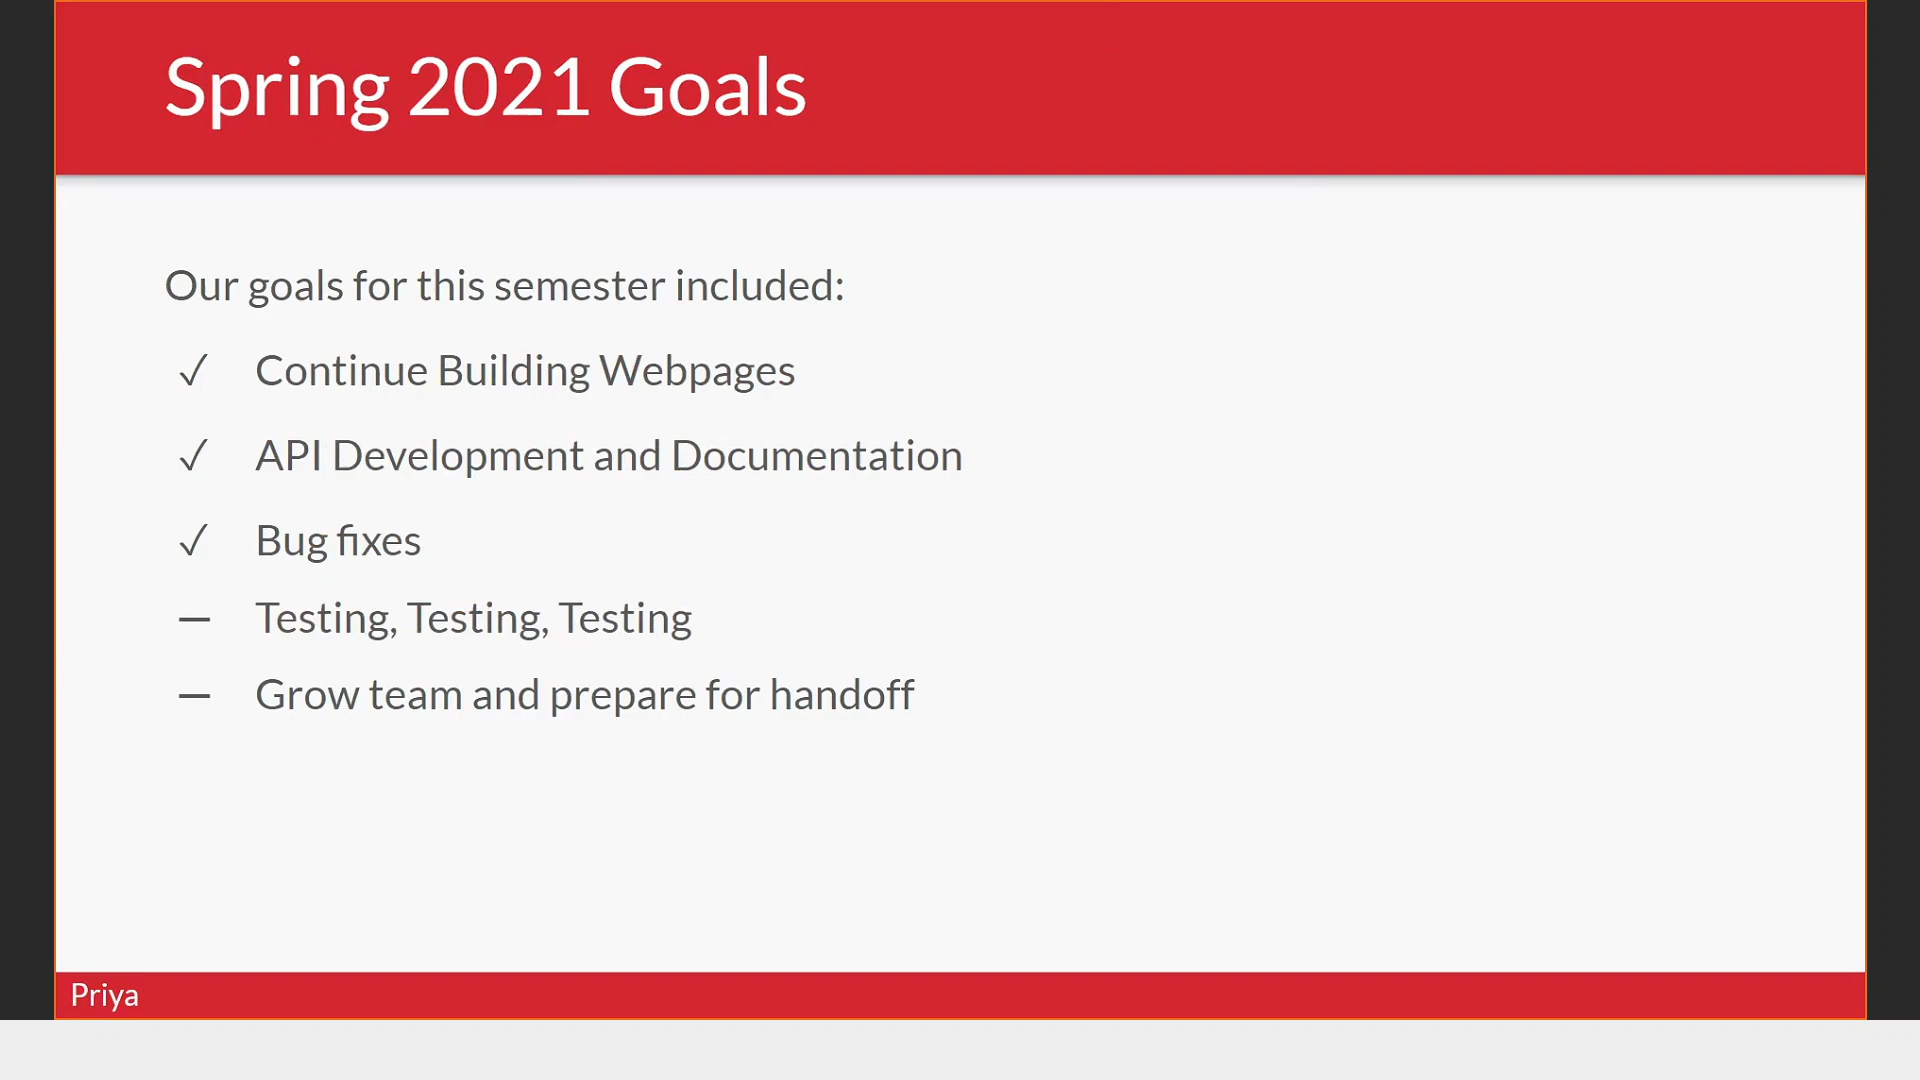 Spring 2021 Goals
Our goals for this semester included:
✓ Continue Building Webpages
✓ API Development and Documentation
✓ Bug fixes
— Testing, Testing, Testing
— Grow team and prepare for handoff
Priya